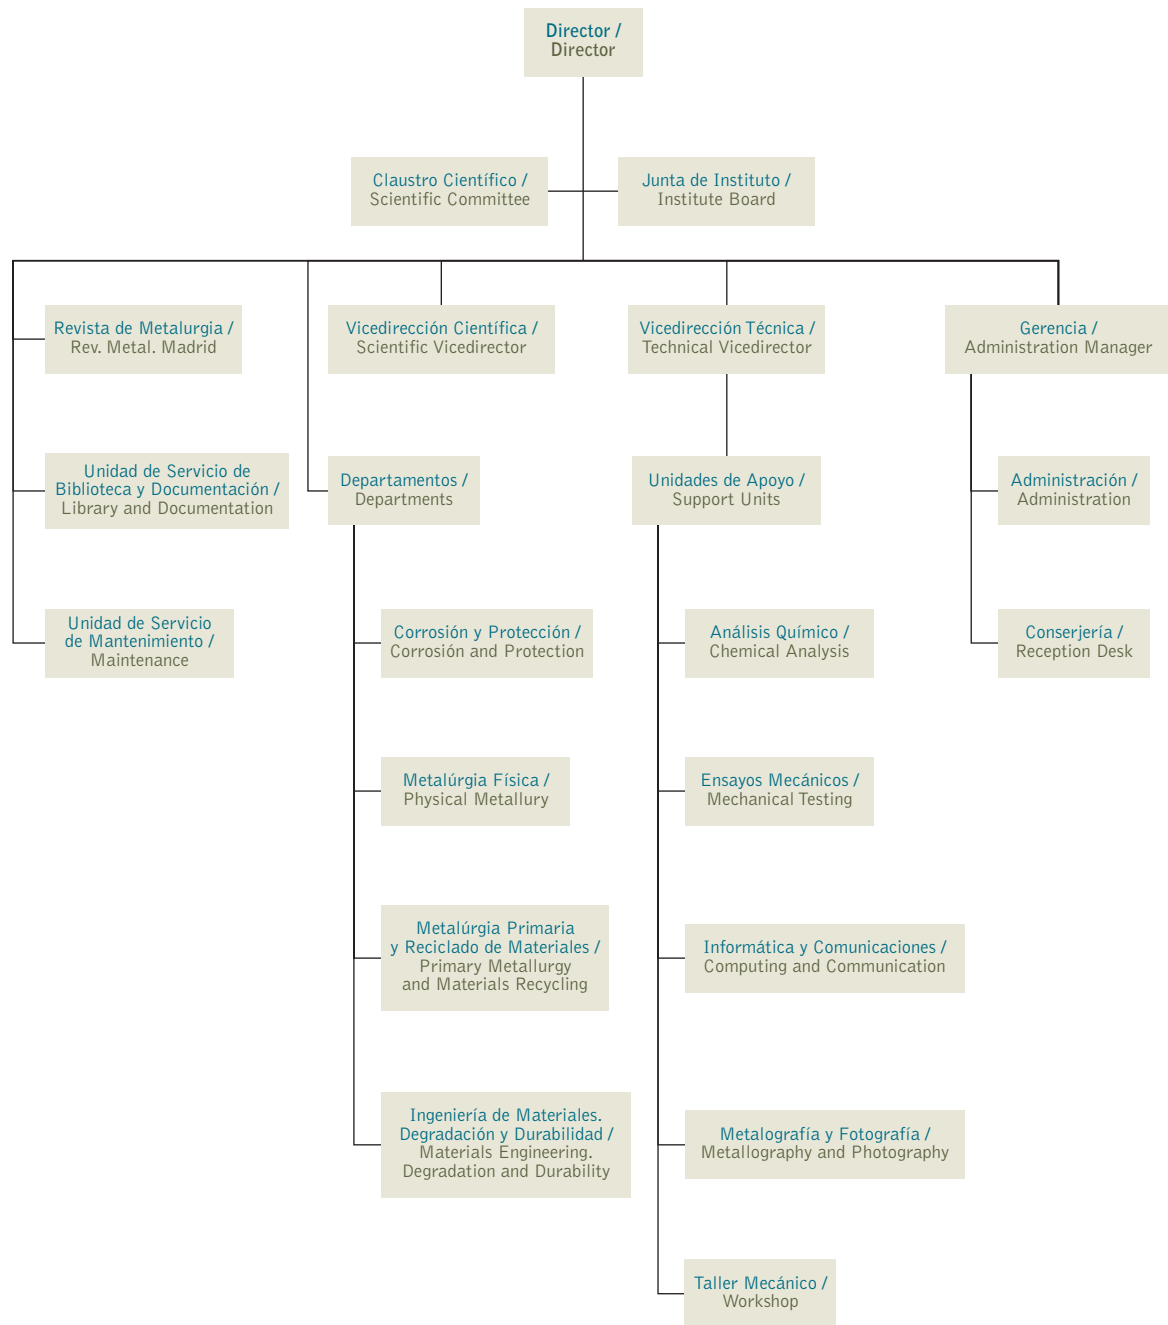 Director /
Director
Claustro Científico /
Scientific Committee
Junta de Instituto /
Institute Board
Revista de Metalurgia /
Rev. Metal. Madrid
Vicedirección Científica /
Scientific Vicedirector
Vicedirección Técnica /
Technical Vicedirector
Gerencia /
Administration Manager
Unidad de Servicio de
Biblioteca y Documentación /
Library and Documentation
Departamentos /
Departments
Unidades de Apoyo /
Support Units
Administración /
Administration
Unidad de Servicio
de Mantenimiento /
Maintenance
Corrosión y Protección /
Corrosión and Protection
Análisis Químico /
Chemical Analysis
Conserjería /
Reception Desk
Metalúrgia Física /
Physical Metallury
Ensayos Mecánicos /
Mechanical Testing
Metalúrgia Primaria
y Reciclado de Materiales /
Primary Metallurgy
and Materials Recycling
Informática y Comunicaciones /
Computing and Communication
Ingeniería de Materiales.
Degradación y Durabilidad /
Materials Engineering.
Degradation and Durability
Metalografía y Fotografía /
Metallography and Photography
Taller Mecánico /
Workshop